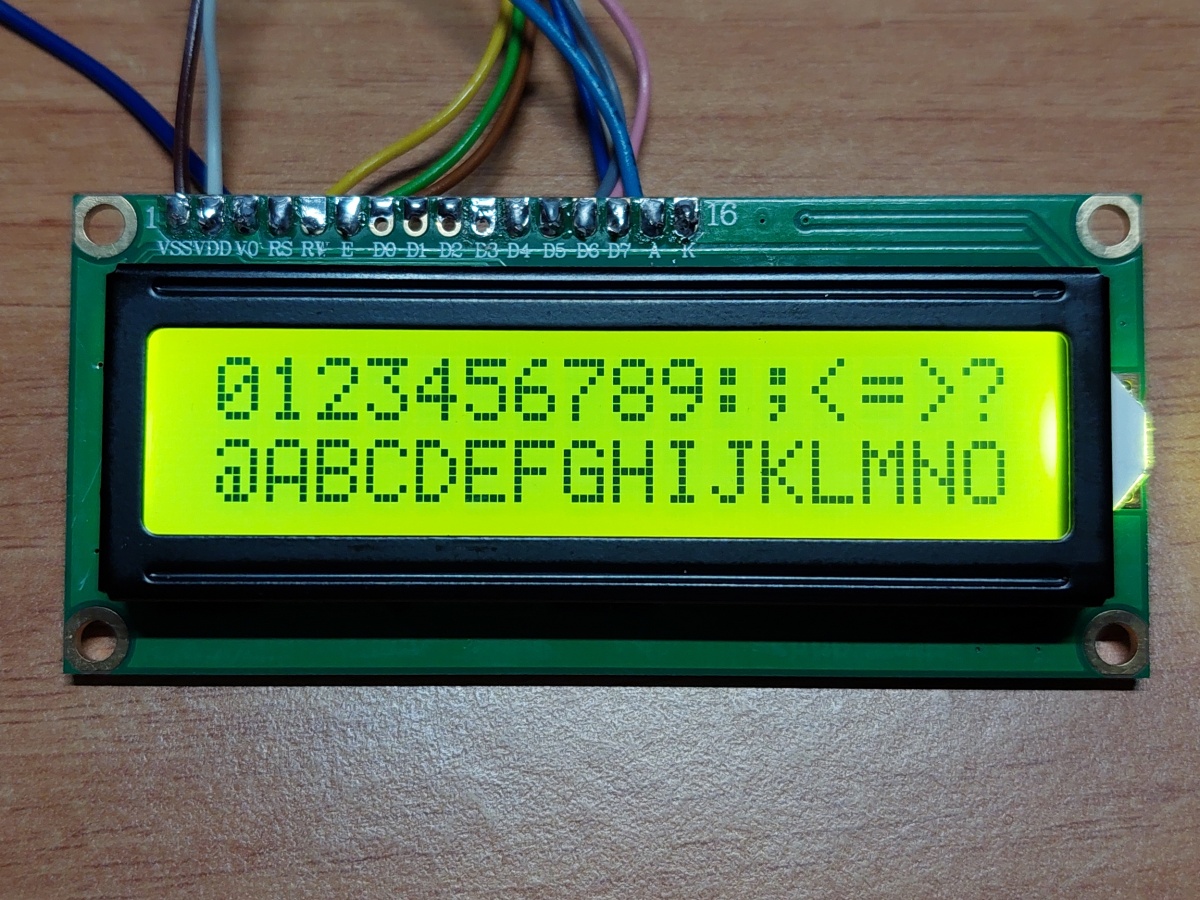 1 16
VSS VDD V0 RS RW E D0 D1 D2 D3 D4 D5 D6 D7 A K
0123456789:;<=>?
@ABCDEFGHIJKLMNO